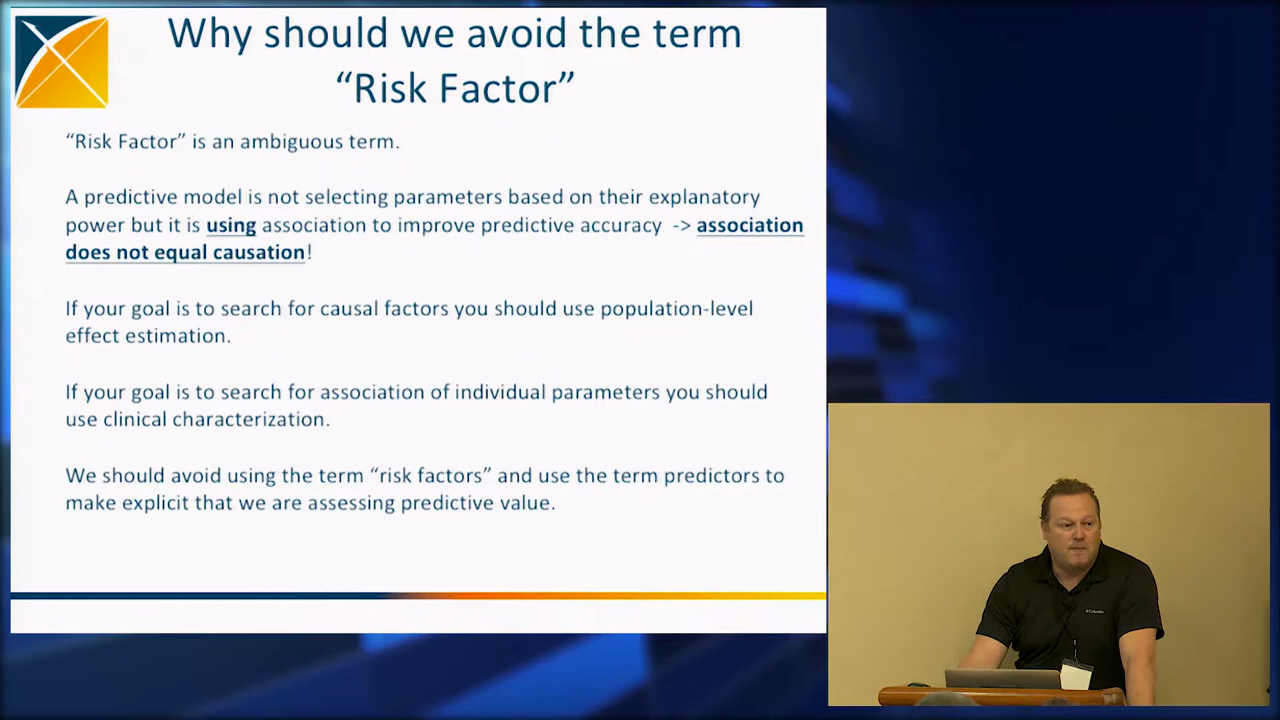 Why should we avoid the term
“Risk Factor”
“Risk Factor” is an ambiguous term.
A predictive model is not selecting parameters based on their explanatory
power but it is using association to improve predictive accuracy -> association
does not equal causation!
If your goal is to search for causal factors you should use population-level
effect estimation.
If your goal is to search for association of individual parameters you should
use clinical characterization.
We should avoid using the term “risk factors” and use the term predictors to
make explicit that we are assessing predictive value.
Columbia